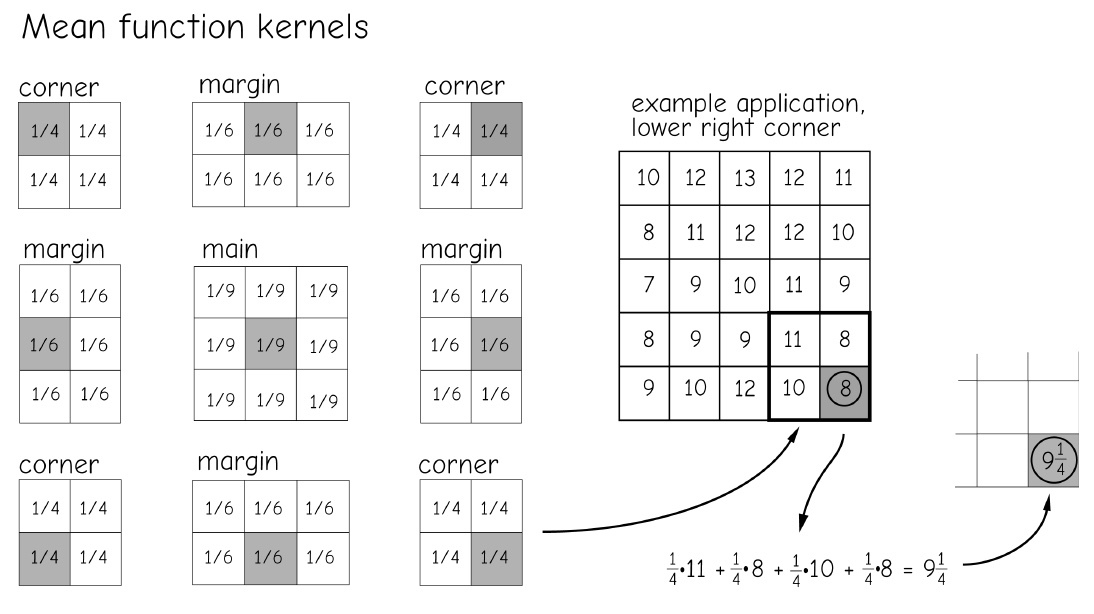 Mean function kernels
corner
1/4 1/4
1/4 1/4
margin
1/6 1/6 1/6
1/6 1/6 1/6
corner
1/4 1/4
1/4 1/4
margin
1/6 1/6
1/6 1/6
1/6 1/6
main
1/9 1/9 1/9
1/9 1/9 1/9
1/9 1/9 1/9
margin
1/6 1/6
1/6 1/6
1/6 1/6
corner
1/4 1/4
1/4 1/4
margin
1/6 1/6 1/6
1/6 1/6 1/6
corner
1/4 1/4
1/4 1/4
example application,
lower right corner
10 12 13 12 11
8 11 12 12 10
7 9 10 11 9
8 9 9 11 8
9 10 12 10 8
1/4•11 + 1/4•8 + 1/4•10 + 1/4•8 = 9 1/4
9 1/4